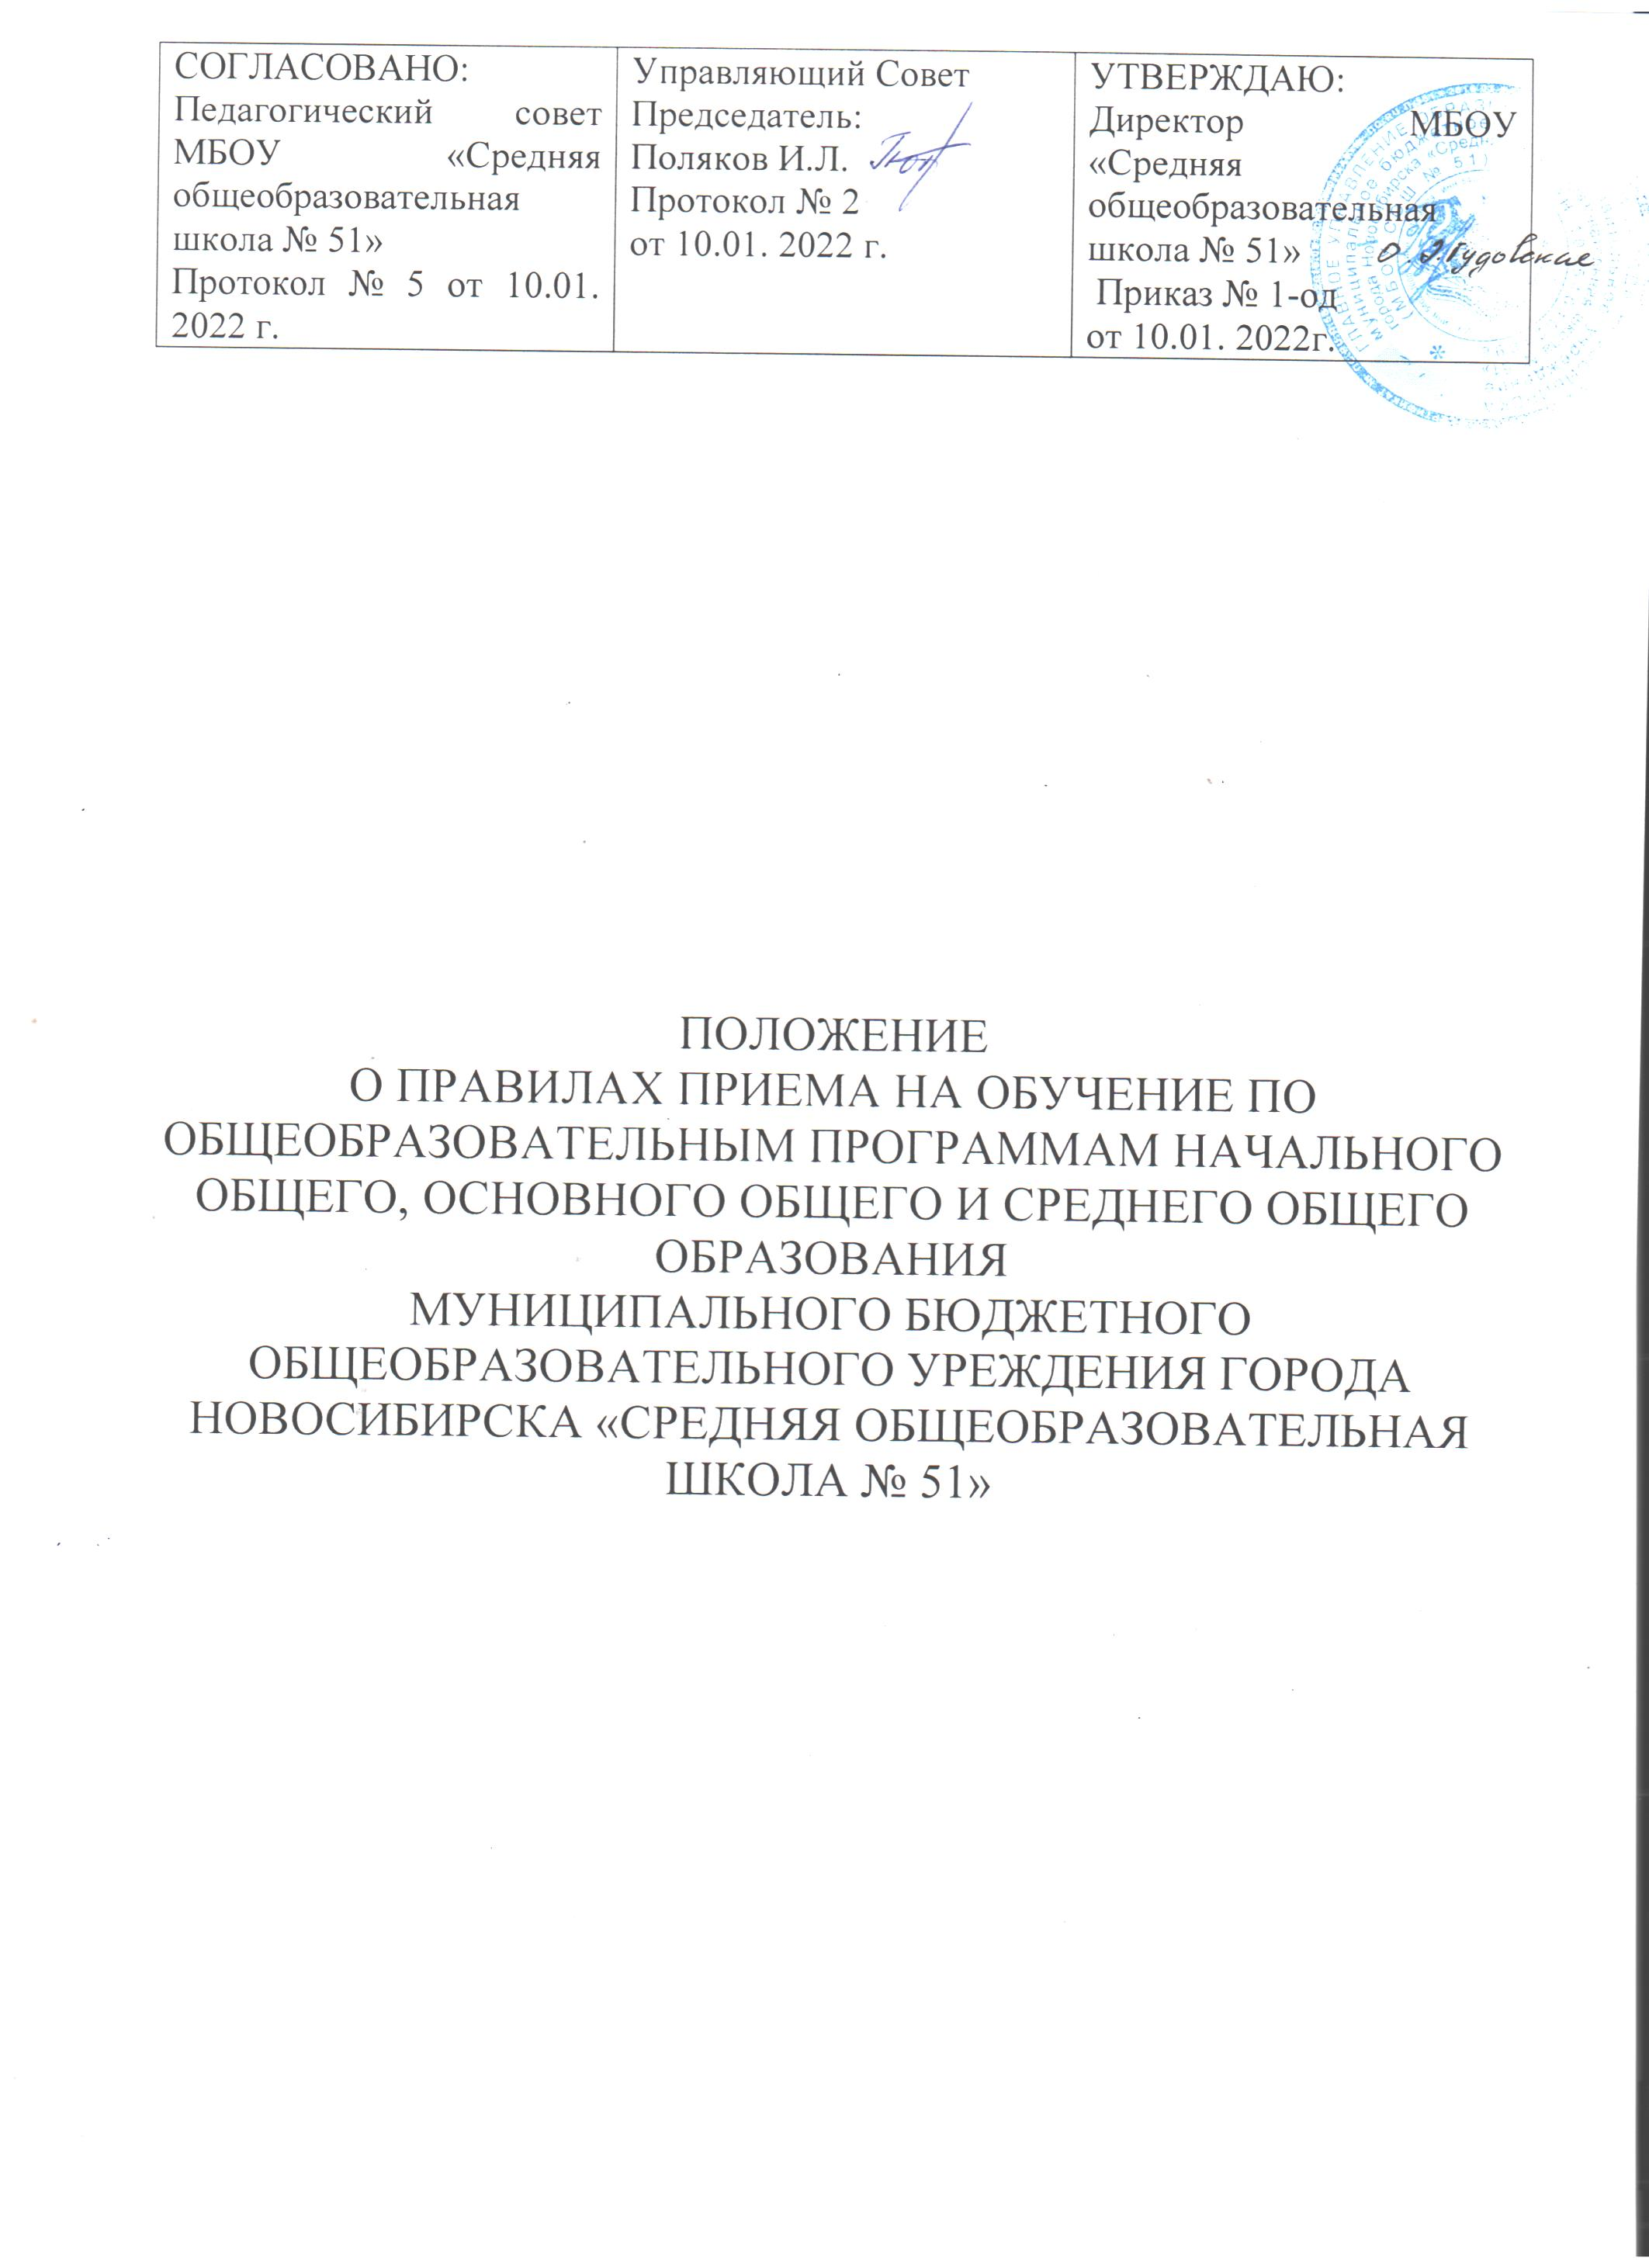 СОГЛАСОВАНО:
Педагогический совет
МБОУ «Средняя
общеобразовательная
школа № 51»
Протокол № 5 от 10.01.
2022 г.
Управляющий Совет
Председатель:
Поляков И.Л.
Протокол № 2
от 10.01. 2022 г.
УТВЕРЖДАЮ:
Директор МБОУ
«Средняя
общеобразовательная
школа № 51»
Приказ № 1-од
от 10.01. 2022г.
ПОЛОЖЕНИЕ
О ПРАВИЛАХ ПРИЕМА НА ОБУЧЕНИЕ ПО
ОБЩЕОБРАЗОВАТЕЛЬНЫМ ПРОГРАММАМ НАЧАЛЬНОГО
ОБЩЕГО, ОСНОВНОГО ОБЩЕГО И СРЕДНЕГО ОБЩЕГО
ОБРАЗОВАНИЯ
МУНИЦИПАЛЬНОГО БЮДЖЕТНОГО
ОБЩЕОБРАЗОВАТЕЛЬНОГО УРЕЖДЕНИЯ ГОРОДА
НОВОСИБИРСКА «СРЕДНЯЯ ОБЩЕОБРАЗОВАТЕЛЬНАЯ
ШКОЛА № 51»